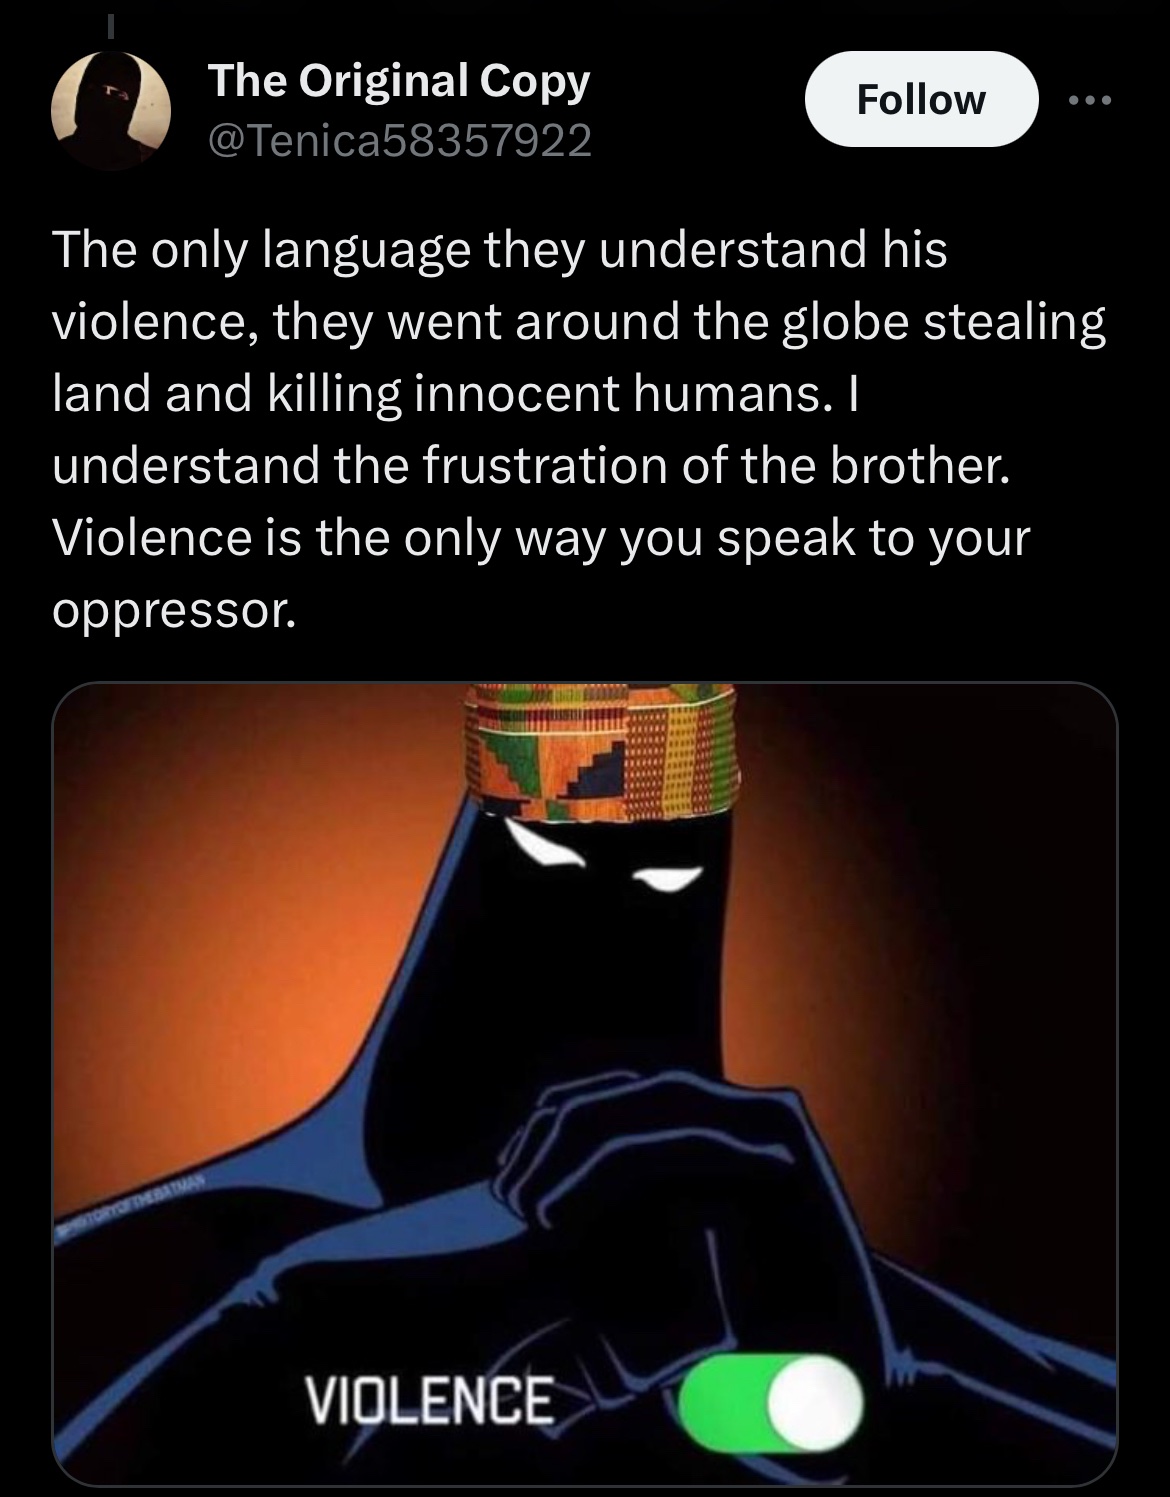 The Original Copy
Follow
@Tenica58357922
The only language they understand his
violence, they went around the globe stealing
land and killing innocent humans. I
understand the frustration of the brother.
Violence is the only way you speak to your
oppressor.
@HISTORYOFTHEBATMAN
VIOLENCE